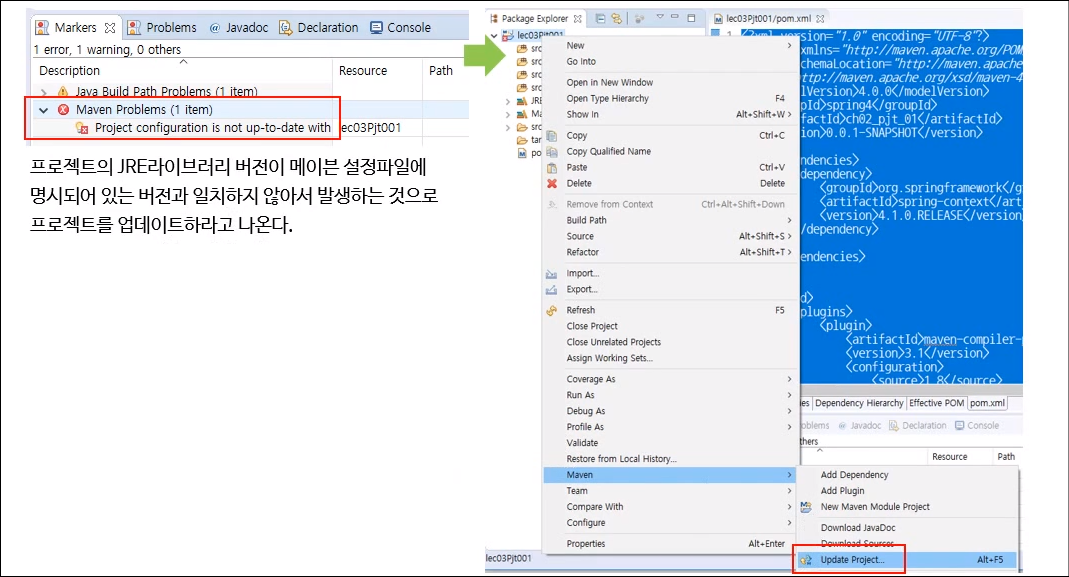 Markers Problems Javadoc Declaration Console
1 error, 1 warning, 0 others
Description Resource Path
Java Build Path Problems (1 item)
Maven Problems (1 item)
Project configuration is not up-to-date with lec03Pjt001
프로젝트의 JRE라이브러리 버전이 메이븐 설정파일에
명시되어 있는 버전과 일치하지 않아서 발생하는 것으로
프로젝트를 업데이트하라고 나온다.
Package Explorer
lec03Pjt001
src
src
src
src
JRE
Ma
src
tar
po
New
Go Into
Open in New Window
Open Type Hierarchy F4
Show In Alt+Shift+W >
Copy Ctrl+C
Copy Qualified Name
Paste Ctrl+V
Delete Delete
Remove from Context Ctrl+Alt+Shift+Down
Build Path
Source Alt+Shift+S >
Refactor Alt+Shift+T >
Import...
Export...
Refresh F5
Close Project
Close Unrelated Projects
Assign Working Sets...
Coverage As
Run As
Debug As
Profile As
Validate
Restore from Local History...
Maven
Team
Compare With
Configure
Properties Alt+Enter
lec03Pjt001
lec03Pjt001/pom.xml
1 <?xml version="1.0" encoding="UTF-8"?>
xmlns="http://maven.apache.org/POM
chemaLocation="http://maven.apache.
http://maven.apache.org/xsd/maven-4
elVersion>4.0.0</modelVersion>
pId>spring4</groupId>
factId>ch02_pjt_01</artifactId>
ion>0.0.1-SNAPSHOT</version>
endencies>
dependency>
<groupId>org.springframework</g
<artifactId>spring-context</art
<version>4.1.0.RELEASE</version
/dependency>
endencies>
d>
plugins>
<plugin>
<artifactId>maven-compiler-p
<version>3.1</version>
<configuration>
<source>1.8</source>
es Dependency Hierarchy Effective POM pom.xml
oblems Javadoc Declaration Console
thers
Resource Path
Add Dependency
Add Plugin
New Maven Module Project
Download JavaDoc
Download Sources
Update Project... Alt+F5